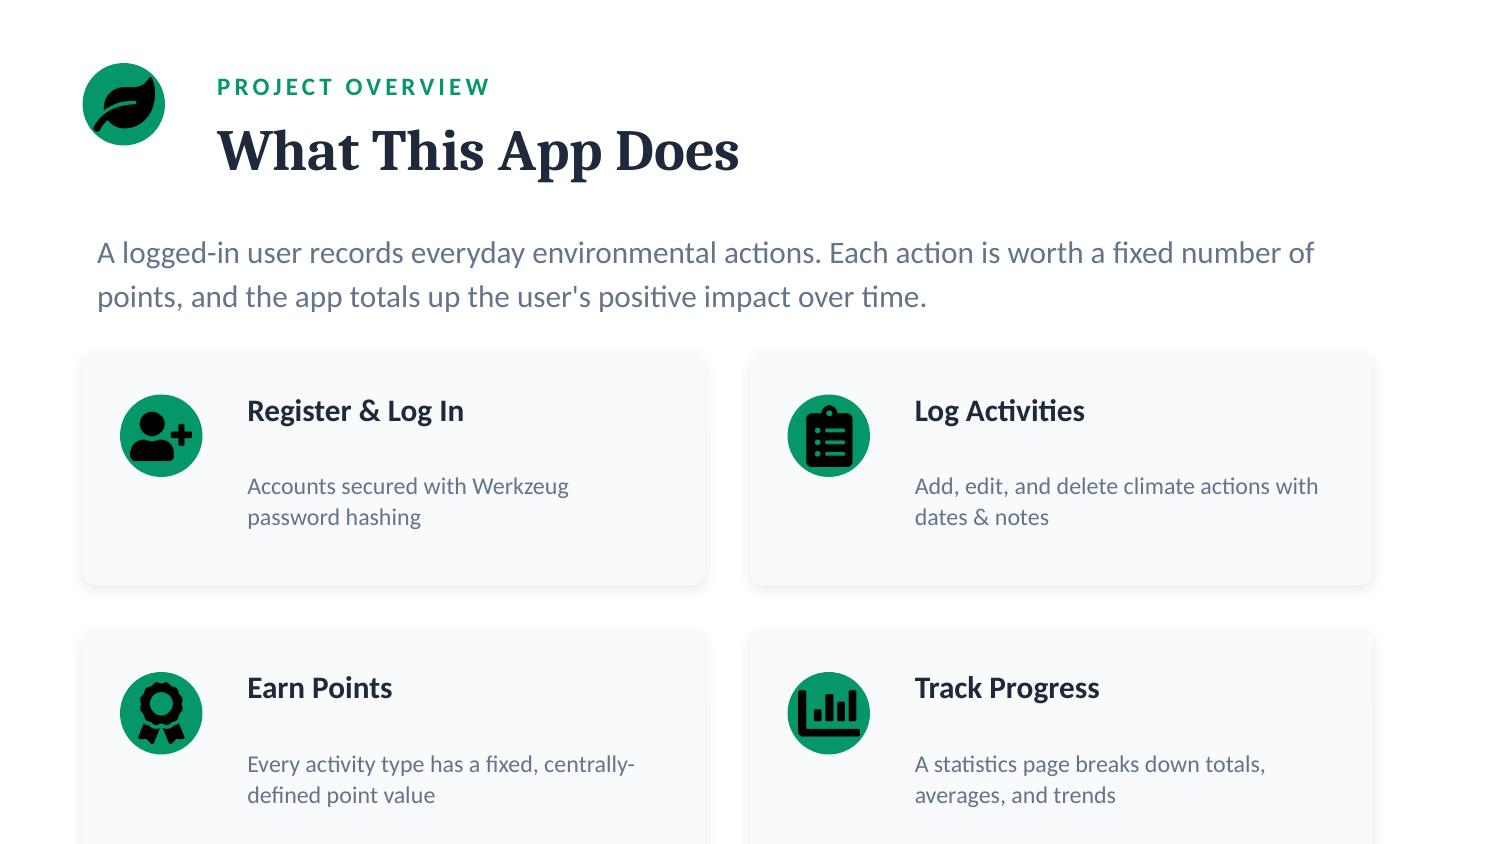 PROJECT OVERVIEW
What This App Does
A logged-in user records everyday environmental actions. Each action is worth a fixed number of
points, and the app totals up the user's positive impact over time.
Register & Log In
Accounts secured with Werkzeug
password hashing
Log Activities
Add, edit, and delete climate actions with
dates & notes
Earn Points
Every activity type has a fixed, centrally-
defined point value
Track Progress
A statistics page breaks down totals,
averages, and trends